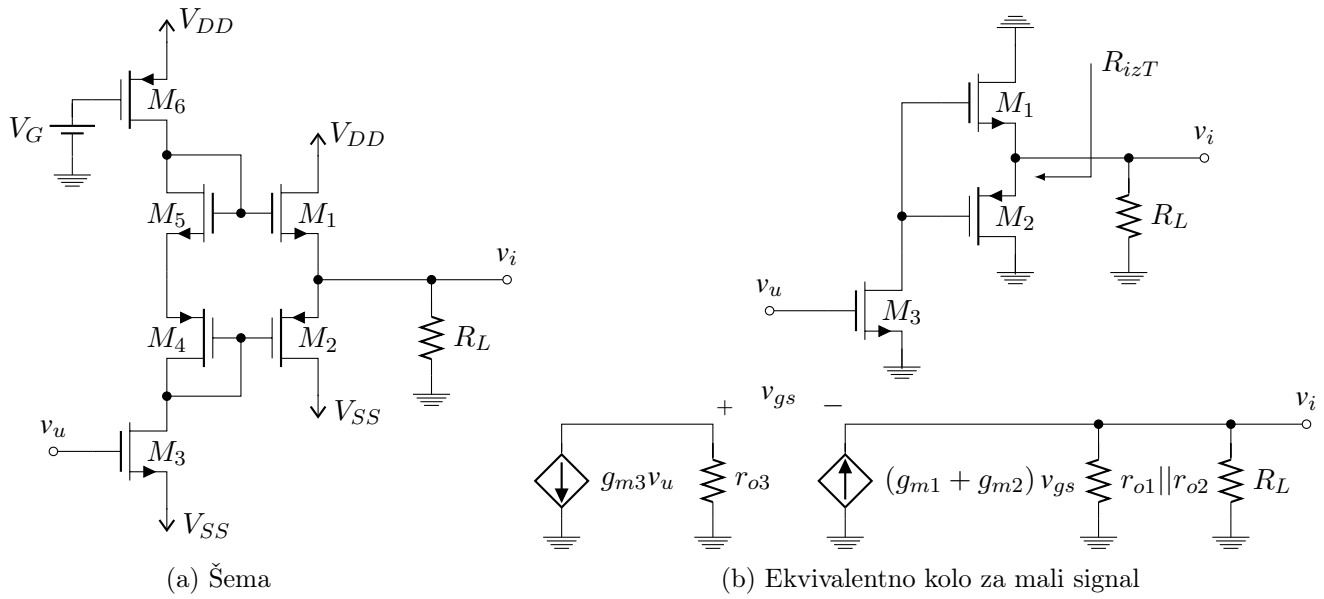 V_DD
M_6
V_G
V_DD
M_5
M_1
v_i
M_4
M_2
R_L
V_SS
v_u
M_3
V_SS
(a) Šema
R_izT
M_1
v_i
M_2
R_L
v_u
M_3
+ v_gs −
v_i
g_m3 v_u
r_o3
(g_m1 + g_m2) v_gs
r_o1||r_o2
R_L
(b) Ekvivalentno kolo za mali signal